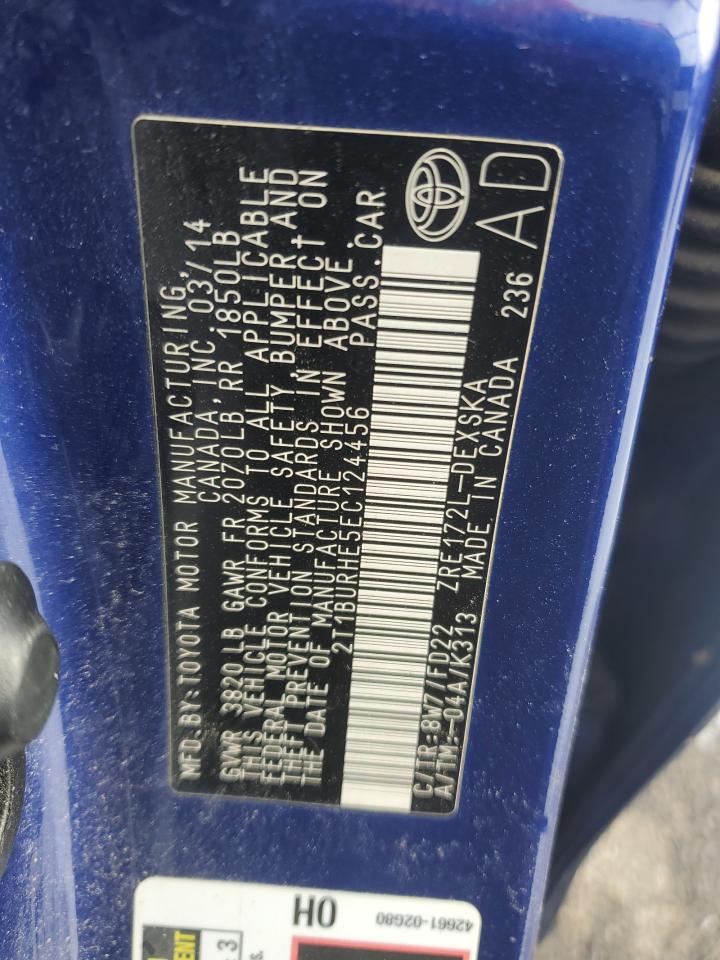 MFD.BY:TOYOTA MOTOR MANUFACTURING,
CANADA,INC. 03/14
GVWR 3820LB GAWR FR 2070LB, RR 1850LB
THIS VEHICLE CONFORMS TO ALL APPLICABLE
FEDERAL MOTOR VEHICLE SAFETY, BUMPER AND
THEFT PREVENTION STANDARDS IN EFFECT ON
THE DATE OF MANUFACTURE SHOWN ABOVE.
2T1BURHE5EC124456 PASS.CAR
C/TR:8W7/FD22 ZRE172L-DEXSKA 236
A/TM:-04A/K313 MADE IN CANADA
AD
OH
42661-02G80
3